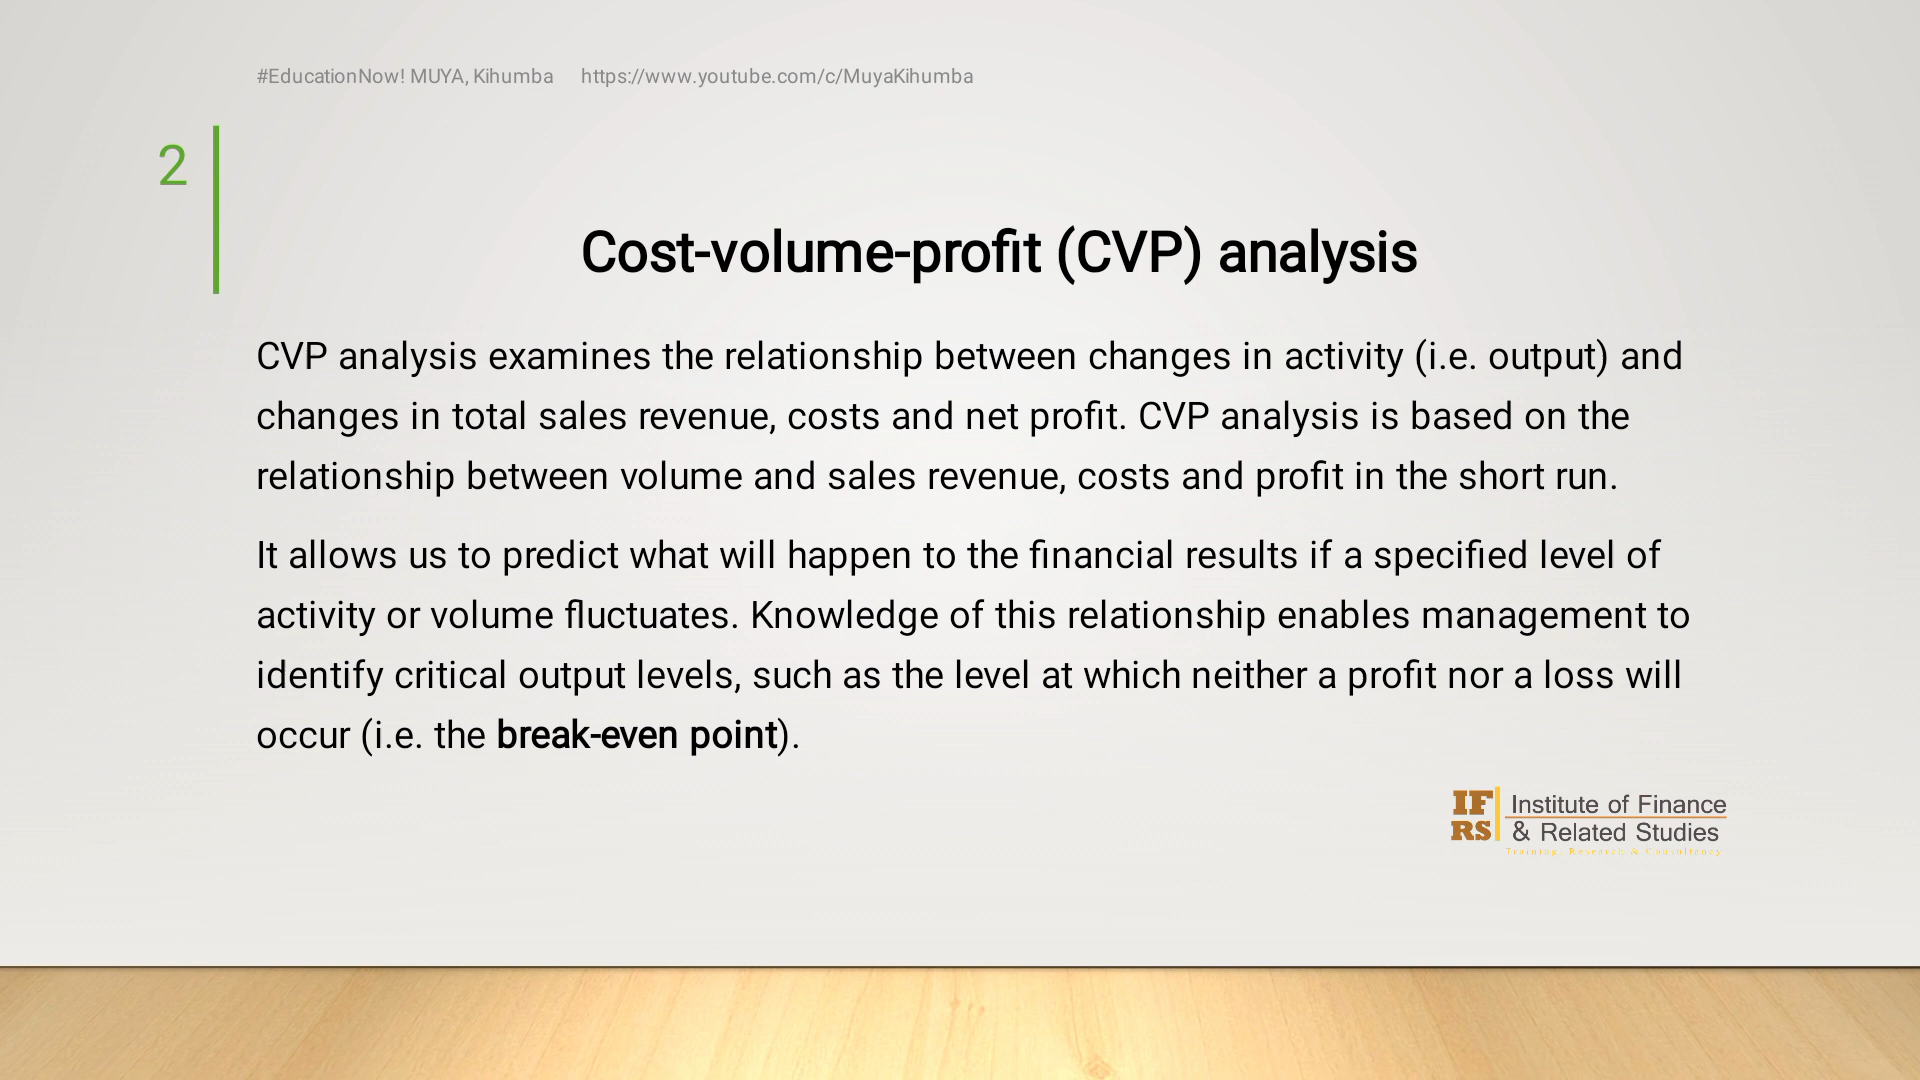 #EducationNow! MUYA, Kihumba https://www.youtube.com/c/MuyaKihumba
2
Cost-volume-profit (CVP) analysis
CVP analysis examines the relationship between changes in activity (i.e. output) and
changes in total sales revenue, costs and net profit. CVP analysis is based on the
relationship between volume and sales revenue, costs and profit in the short run.
It allows us to predict what will happen to the financial results if a specified level of
activity or volume fluctuates. Knowledge of this relationship enables management to
identify critical output levels, such as the level at which neither a profit nor a loss will
occur (i.e. the break-even point).
IF
RS
Institute of Finance
& Related Studies
Training, Research & Consultancy